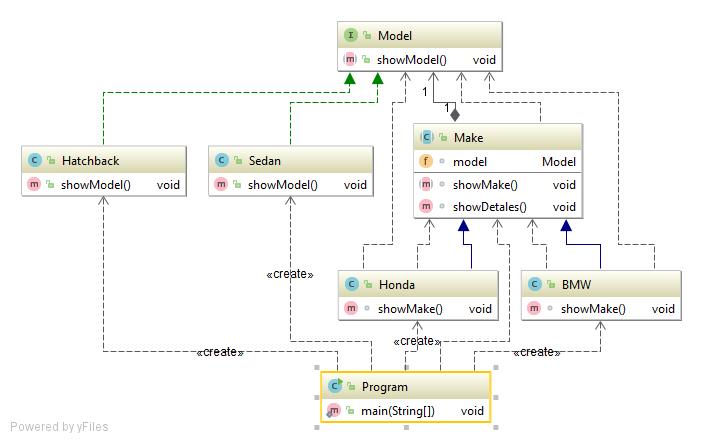 I Model
m showModel() void
1
1
C Make
f model Model
m showMake() void
m showDetales() void
C Hatchback
m showModel() void
C Sedan
m showModel() void
«create»
C Honda
m showMake() void
C BMW
m showMake() void
«create»
«create»
«create»
C Program
m main(String[]) void
Powered by yFiles